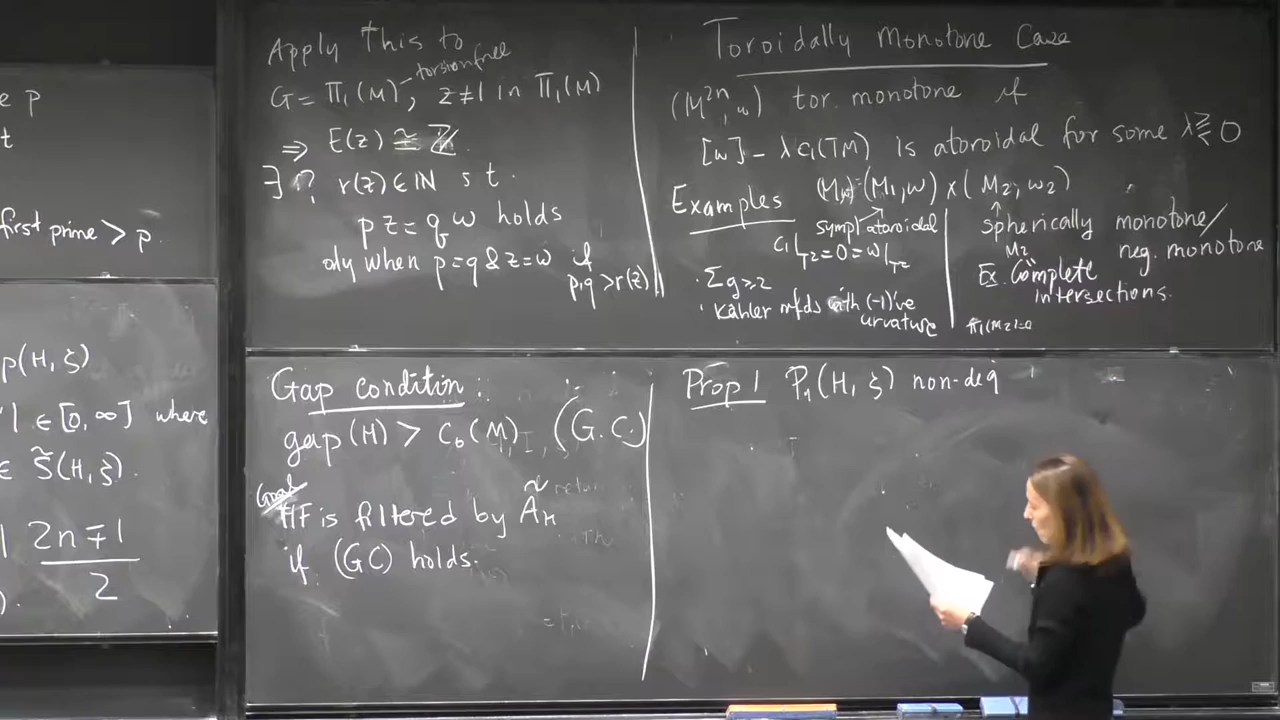 e p
t
first prime > p.
p(H, ξ)
| ∈ [0, ∞] where
∈ ξ̃(H, ξ).
2n∓1
2
Apply this to
G = Π₁(M) – torsion free, z≠1 in Π₁(M)
⇒ E(z) ≅ ℤ.
∃ r(z) ∈ ℕ s t.
p z = q w holds
only when p=q & z=w if
p,q > r(z)
Toroidally Monotone Case
(M²ⁿ, ω) tor. monotone if
[ω] – λ c₁(TM) is atoroidal for some λ ⪌ 0
Examples (M,ω) = (M₁, ω) × (M₂, ω₂)
sympl. atoroidal
c₁|T² = 0 = ω|T²
· Σg≥2
· Kähler mfds with (-1)'ve
curvature
spherically monotone/
neg. monotone
M₂
Ex. Complete
intersections.
π₁(M₂)=0
Gap condition :
gap(H) > C₀(M) (G.C.)
Goal
HF is filtered by Ã_H
if (GC) holds.
Prop 1 P₁(H, ξ) non-deg